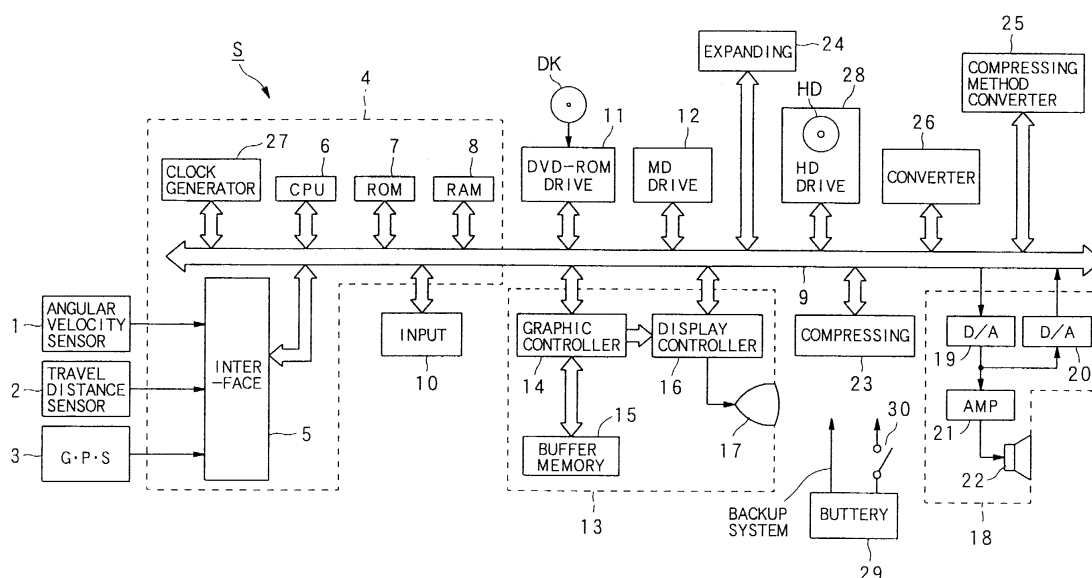 S
4
27
CLOCK
GENERATOR
6
CPU
7
ROM
8
RAM
DK
11
DVD-ROM
DRIVE
12
MD DRIVE
EXPANDING
24
28
HD
HD
DRIVE
26
CONVERTER
25
COMPRESSING
METHOD
CONVERTER
9
1
ANGULAR
VELOCITY
SENSOR
2
TRAVEL
DISTANCE
SENSOR
3
G·P·S
INTER
-FACE
5
INPUT
10
GRAPHIC
CONTROLLER
14
DISPLAY
CONTROLLER
16
15
BUFFER
MEMORY
17
13
COMPRESSING
23
30
BACKUP
SYSTEM
BUTTERY
29
D/A
19
D/A
20
AMP
21
22
18